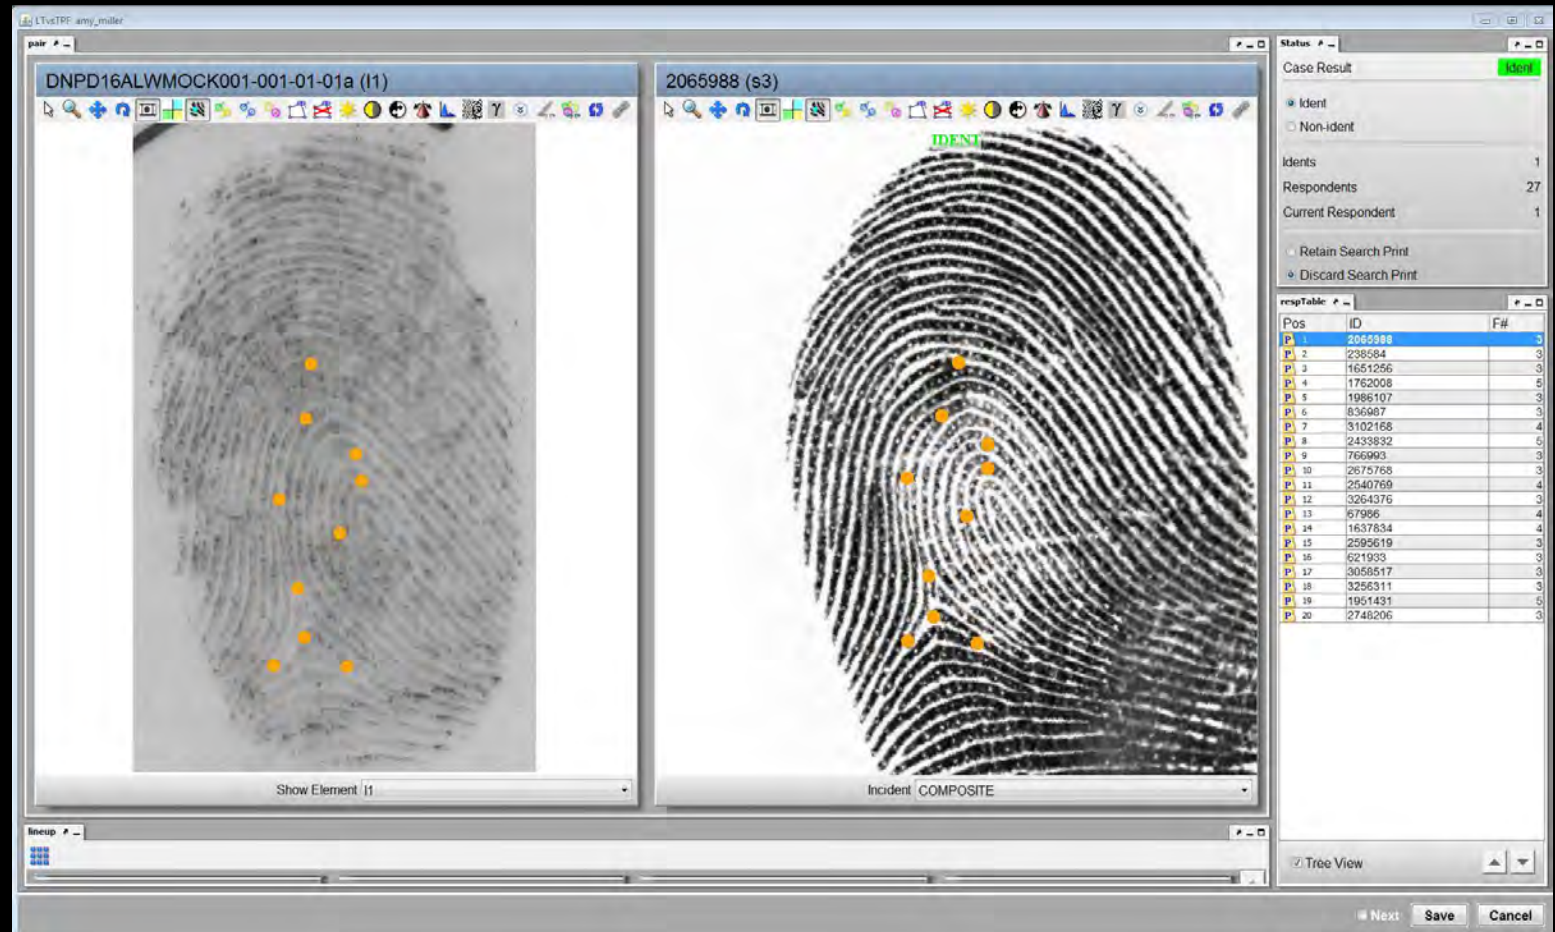 LTvsTPF amy_miller
pair
DNPD16ALWMOCK001-001-01-01a (l1)
2065988 (s3)
IDENT
Show Element l1
Incident COMPOSITE
lineup
Status
Case Result Ident
Ident
Non-ident
Idents 1
Respondents 27
Current Respondent 1
Retain Search Print
Discard Search Print
respTable
Pos ID F#
P 1 2065988 3
P 2 238584 3
P 3 1651256 3
P 4 1762008 5
P 5 1986107 3
P 6 836987 3
P 7 3102168 4
P 8 2433832 5
P 9 766993 3
P 10 2675768 3
P 11 2540769 4
P 12 3264376 3
P 13 67986 4
P 14 1637834 4
P 15 2595619 3
P 16 621933 3
P 17 3058517 3
P 18 3256311 3
P 19 1951431 5
P 20 2748206 3
Tree View
Next Save Cancel